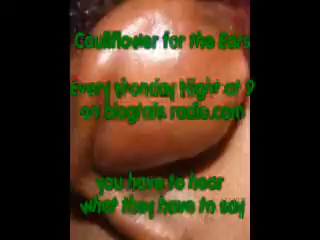 Cauliflower for the Ears
Every Monday Night at 9
on blogtalk radio.com
you have to hear
what they have to say